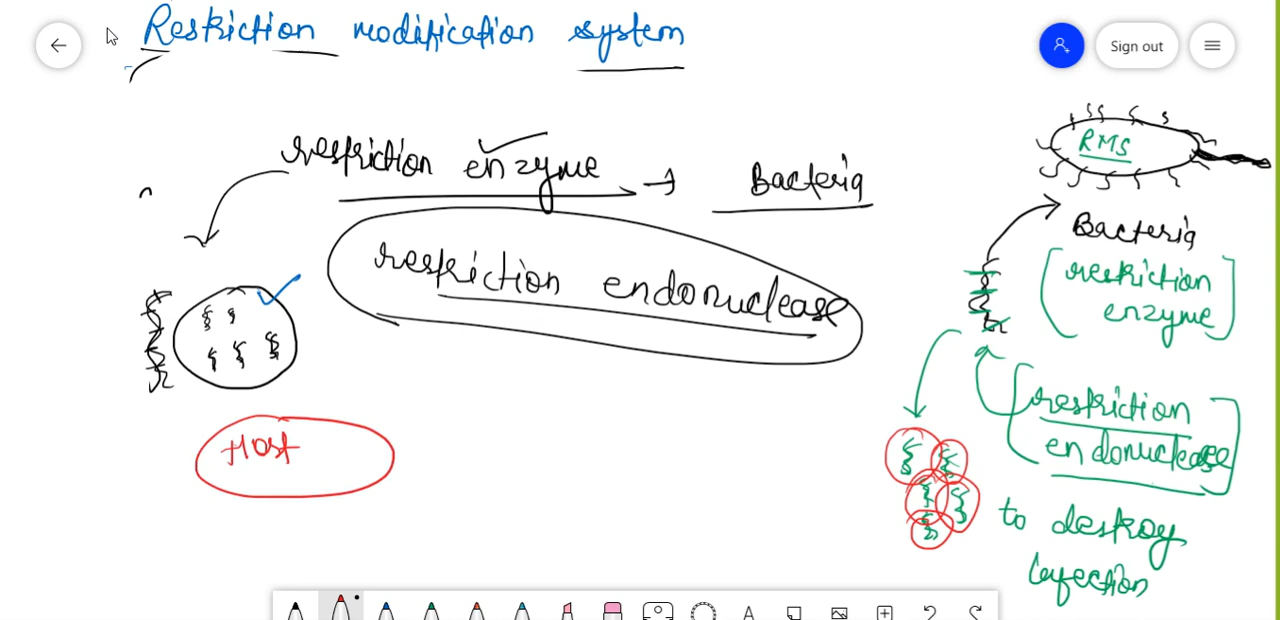 Restriction modification system
Sign out
restriction enzyme → Bacteria
restriction endonuclease
Host
RMS
Bacteria
[restriction
enzyme]
[restriction
endonuclease]
to destroy
infection
A